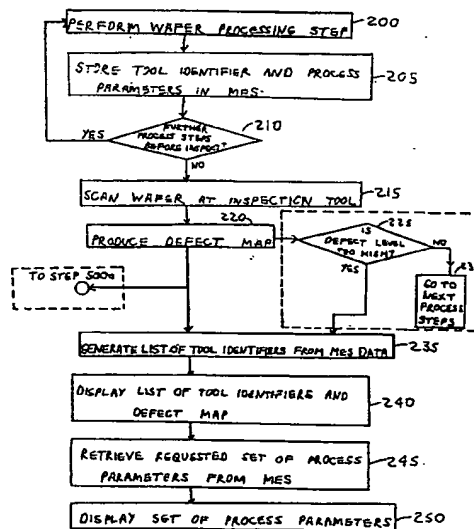 PERFORM WAFER PROCESSING STEP
200
STORE TOOL IDENTIFIER AND PROCESS
PARAMETERS IN MES.
205
FURTHER
PROCESS STEPS
BEFORE INSPECT?
210
YES
NO
SCAN WAFER AT INSPECTION TOOL
215
PRODUCE DEFECT MAP
220
IS
DEFECT LEVEL
TOO HIGH?
225
NO
YES
GO TO
NEXT
PROCESS
STEPS
23
TO STEP 500
GENERATE LIST OF TOOL IDENTIFIERS FROM MES DATA
235
DISPLAY LIST OF TOOL IDENTIFIERS AND
DEFECT MAP
240
RETRIEVE REQUESTED SET OF PROCESS
PARAMETERS FROM MES
245
DISPLAY SET OF PROCESS PARAMETERS
250